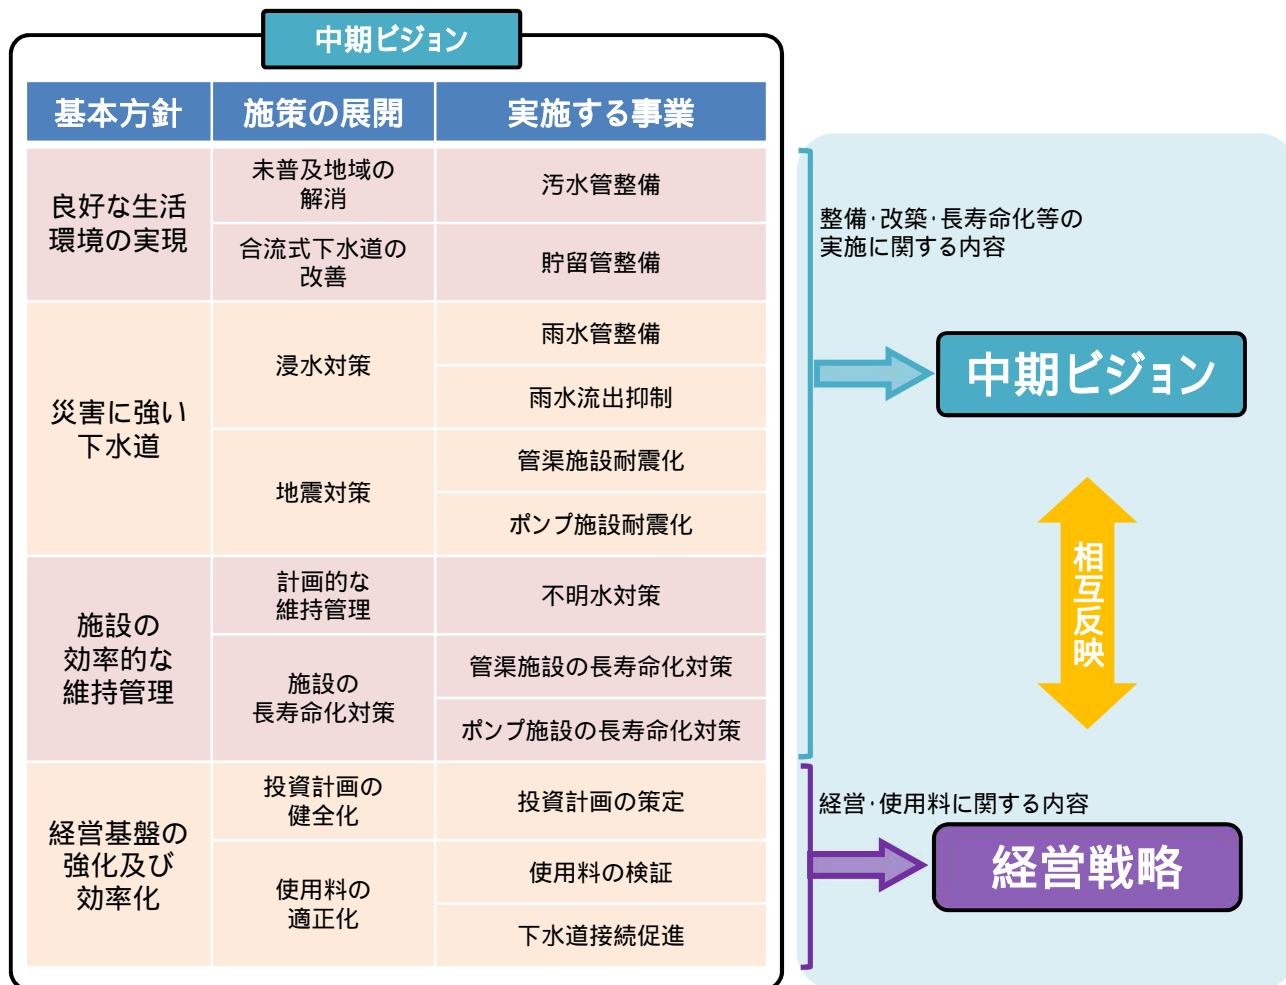 中期ビジョン
基本方針
施策の展開
実施する事業
良好な生活
環境の実現
未普及地域の
解消
汚水管整備
合流式下水道の
改善
貯留管整備
災害に強い
下水道
浸水対策
雨水管整備
雨水流出抑制
地震対策
管渠施設耐震化
ポンプ施設耐震化
施設の
効率的な
維持管理
計画的な
維持管理
不明水対策
施設の
長寿命化対策
管渠施設の長寿命化対策
ポンプ施設の長寿命化対策
経営基盤の
強化及び
効率化
投資計画の
健全化
投資計画の策定
使用料の
適正化
使用料の検証
下水道接続促進
整備・改築・長寿命化等の
実施に関する内容
中期ビジョン
相互反映
経営・使用料に関する内容
経営戦略